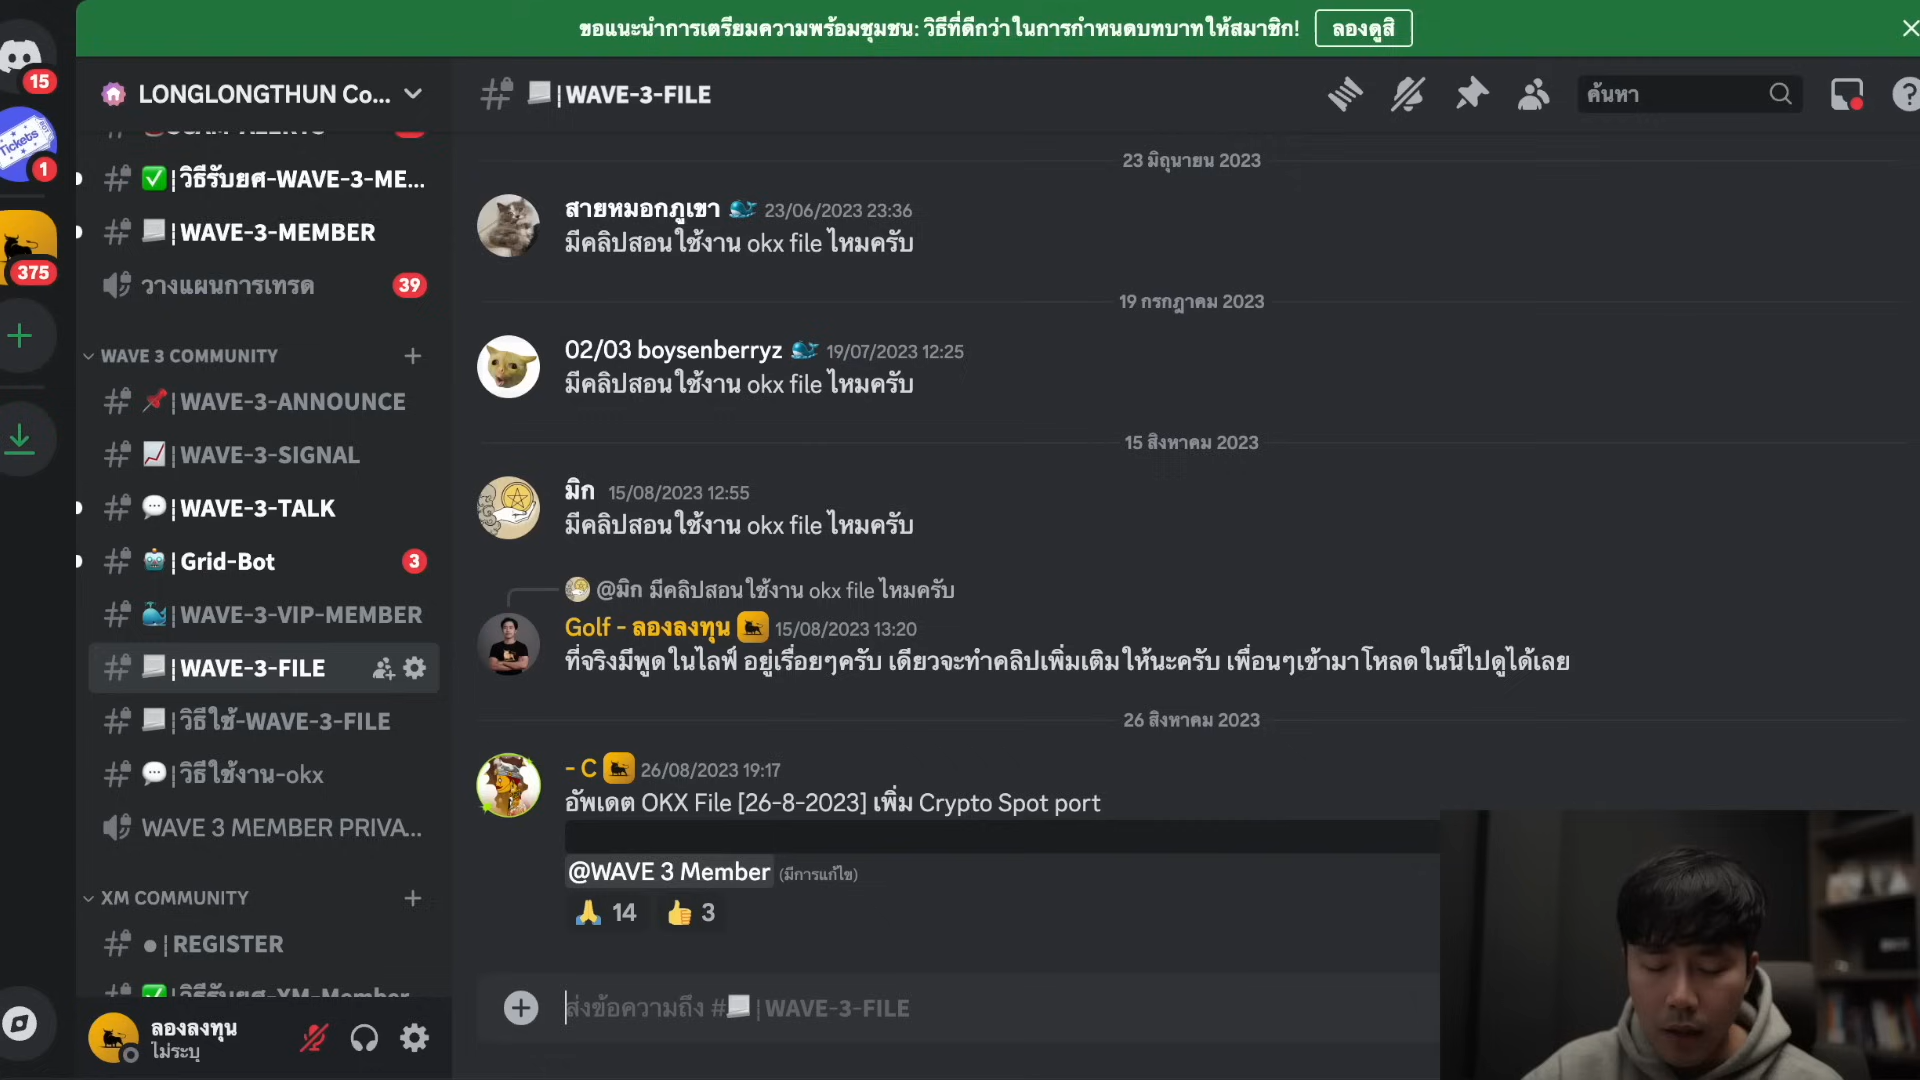 ขอแนะนำการเตรียมความพร้อมชุมชน: วิธีที่ดีกว่าในการกำหนดบทบาทให้สมาชิก! ลองดูสิ
15
Tickets
1
375
LONGLONGTHUN Co...
✅ | วิธีรับยศ-WAVE-3-ME...
| WAVE-3-MEMBER
วางแผนการเทรด 39
WAVE 3 COMMUNITY
📌 | WAVE-3-ANNOUNCE
📈 | WAVE-3-SIGNAL
💬 | WAVE-3-TALK
🤖 | Grid-Bot 3
🐳 | WAVE-3-VIP-MEMBER
| WAVE-3-FILE
| วิธีใช้-WAVE-3-FILE
💬 | วิธีใช้งาน-okx
WAVE 3 MEMBER PRIVA...
XM COMMUNITY
● | REGISTER
✅ | วิธีรับยศ-XM-Member
ลองลงทุน
ไม่ระบุ
| WAVE-3-FILE
ค้นหา
23 มิถุนายน 2023
สายหมอกภูเขา 🐳 23/06/2023 23:36
มีคลิปสอนใช้งาน okx file ไหมครับ
19 กรกฎาคม 2023
02/03 boysenberryz 🐳 19/07/2023 12:25
มีคลิปสอนใช้งาน okx file ไหมครับ
15 สิงหาคม 2023
มิก 15/08/2023 12:55
มีคลิปสอนใช้งาน okx file ไหมครับ
@มิก มีคลิปสอนใช้งาน okx file ไหมครับ
Golf - ลองลงทุน 15/08/2023 13:20
ที่จริงมีพูดในไลฟ์ อยู่เรื่อยๆครับ เดียวจะทำคลิปเพิ่มเติมให้นะครับ เพื่อนๆเข้ามาโหลดในนี้ไปดูได้เลย
26 สิงหาคม 2023
- C 26/08/2023 19:17
อัพเดต OKX File [26-8-2023] เพิ่ม Crypto Spot port
@WAVE 3 Member (มีการแก้ไข)
🙏 14 👍 3
ส่งข้อความถึง # | WAVE-3-FILE